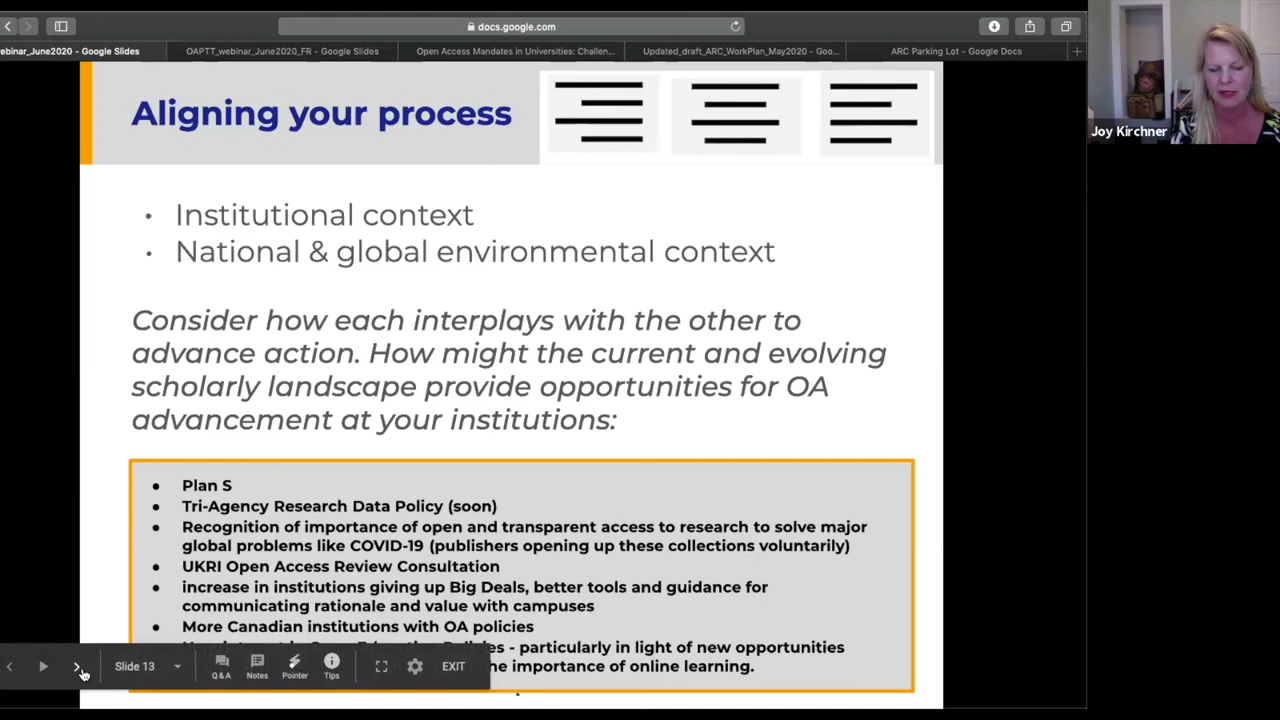 docs.google.com
ebinar_June2020 - Google Slides
OAPTT_webinar_June2020_FR - Google Slides
Open Access Mandates in Universities: Challen...
Updated_draft_ARC_WorkPlan_May2020 - Goo...
ARC Parking Lot - Google Docs
Joy Kirchner
Aligning your process
• Institutional context
• National & global environmental context
Consider how each interplays with the other to
advance action. How might the current and evolving
scholarly landscape provide opportunities for OA
advancement at your institutions:
• Plan S
• Tri-Agency Research Data Policy (soon)
• Recognition of importance of open and transparent access to research to solve major
global problems like COVID-19 (publishers opening up these collections voluntarily)
• UKRI Open Access Review Consultation
• increase in institutions giving up Big Deals, better tools and guidance for
communicating rationale and value with campuses
• More Canadian institutions with OA policies
- particularly in light of new opportunities
the importance of online learning.
Slide 13
Q & A
Notes
Pointer
Tips
EXIT